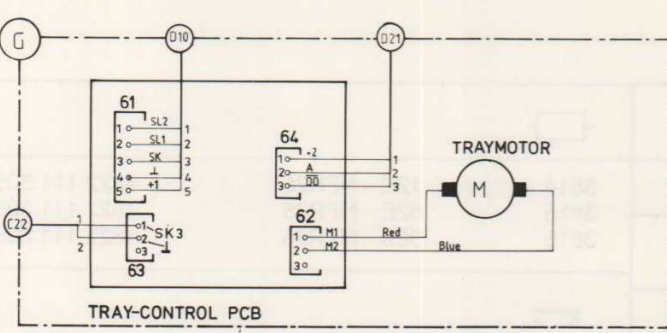 G
D10
D21
61
1 SL2 1
2 SL1 2
3 SK 3
4 ⊥ 4
5 +1 5
64
1 -2 1
2 A 2
3 DD 3
TRAYMOTOR
M
C22
1 1 SK3
2 2
3
63
62
1 M1 Red
2 M2 Blue
3
TRAY-CONTROL PCB